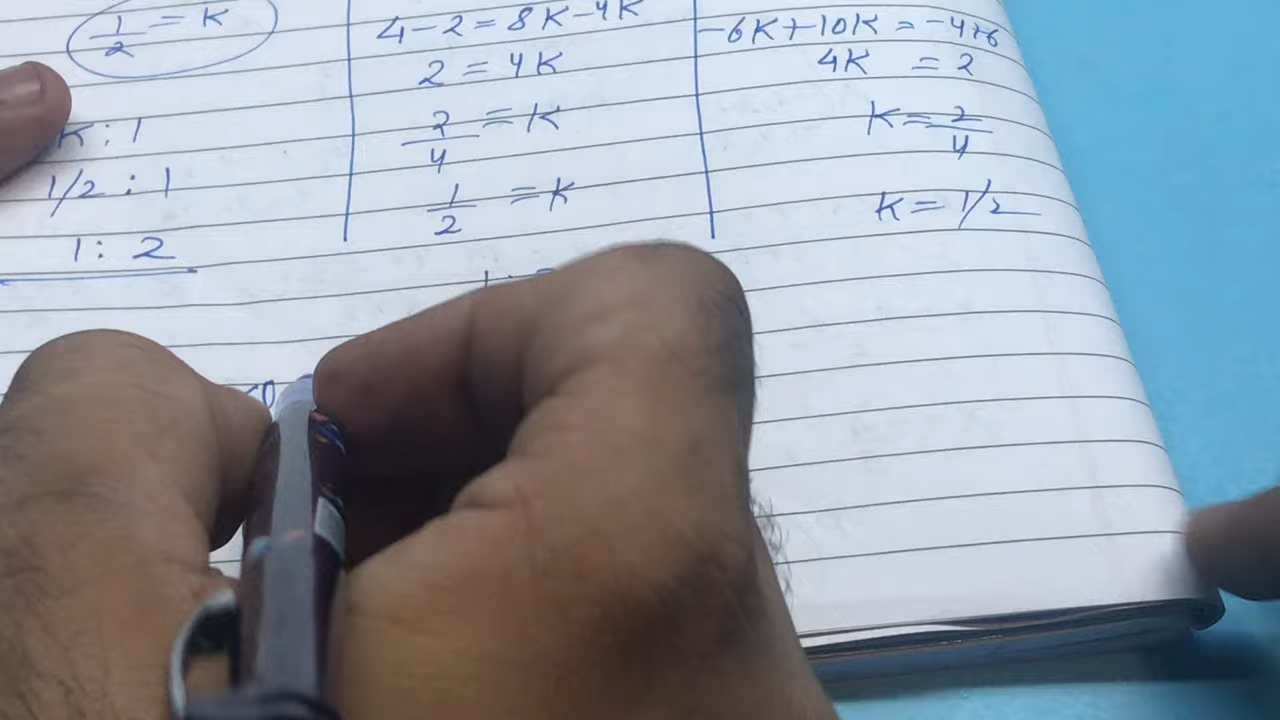 1/2 = K
K : 1
1/2 : 1
1 : 2
4 - 2 = 8K - 4K
2 = 4K
2/4 = K
1/2 = K
1 :
-6K + 10K = -4+6
4K = 2
K = 2/4
K = 1/2